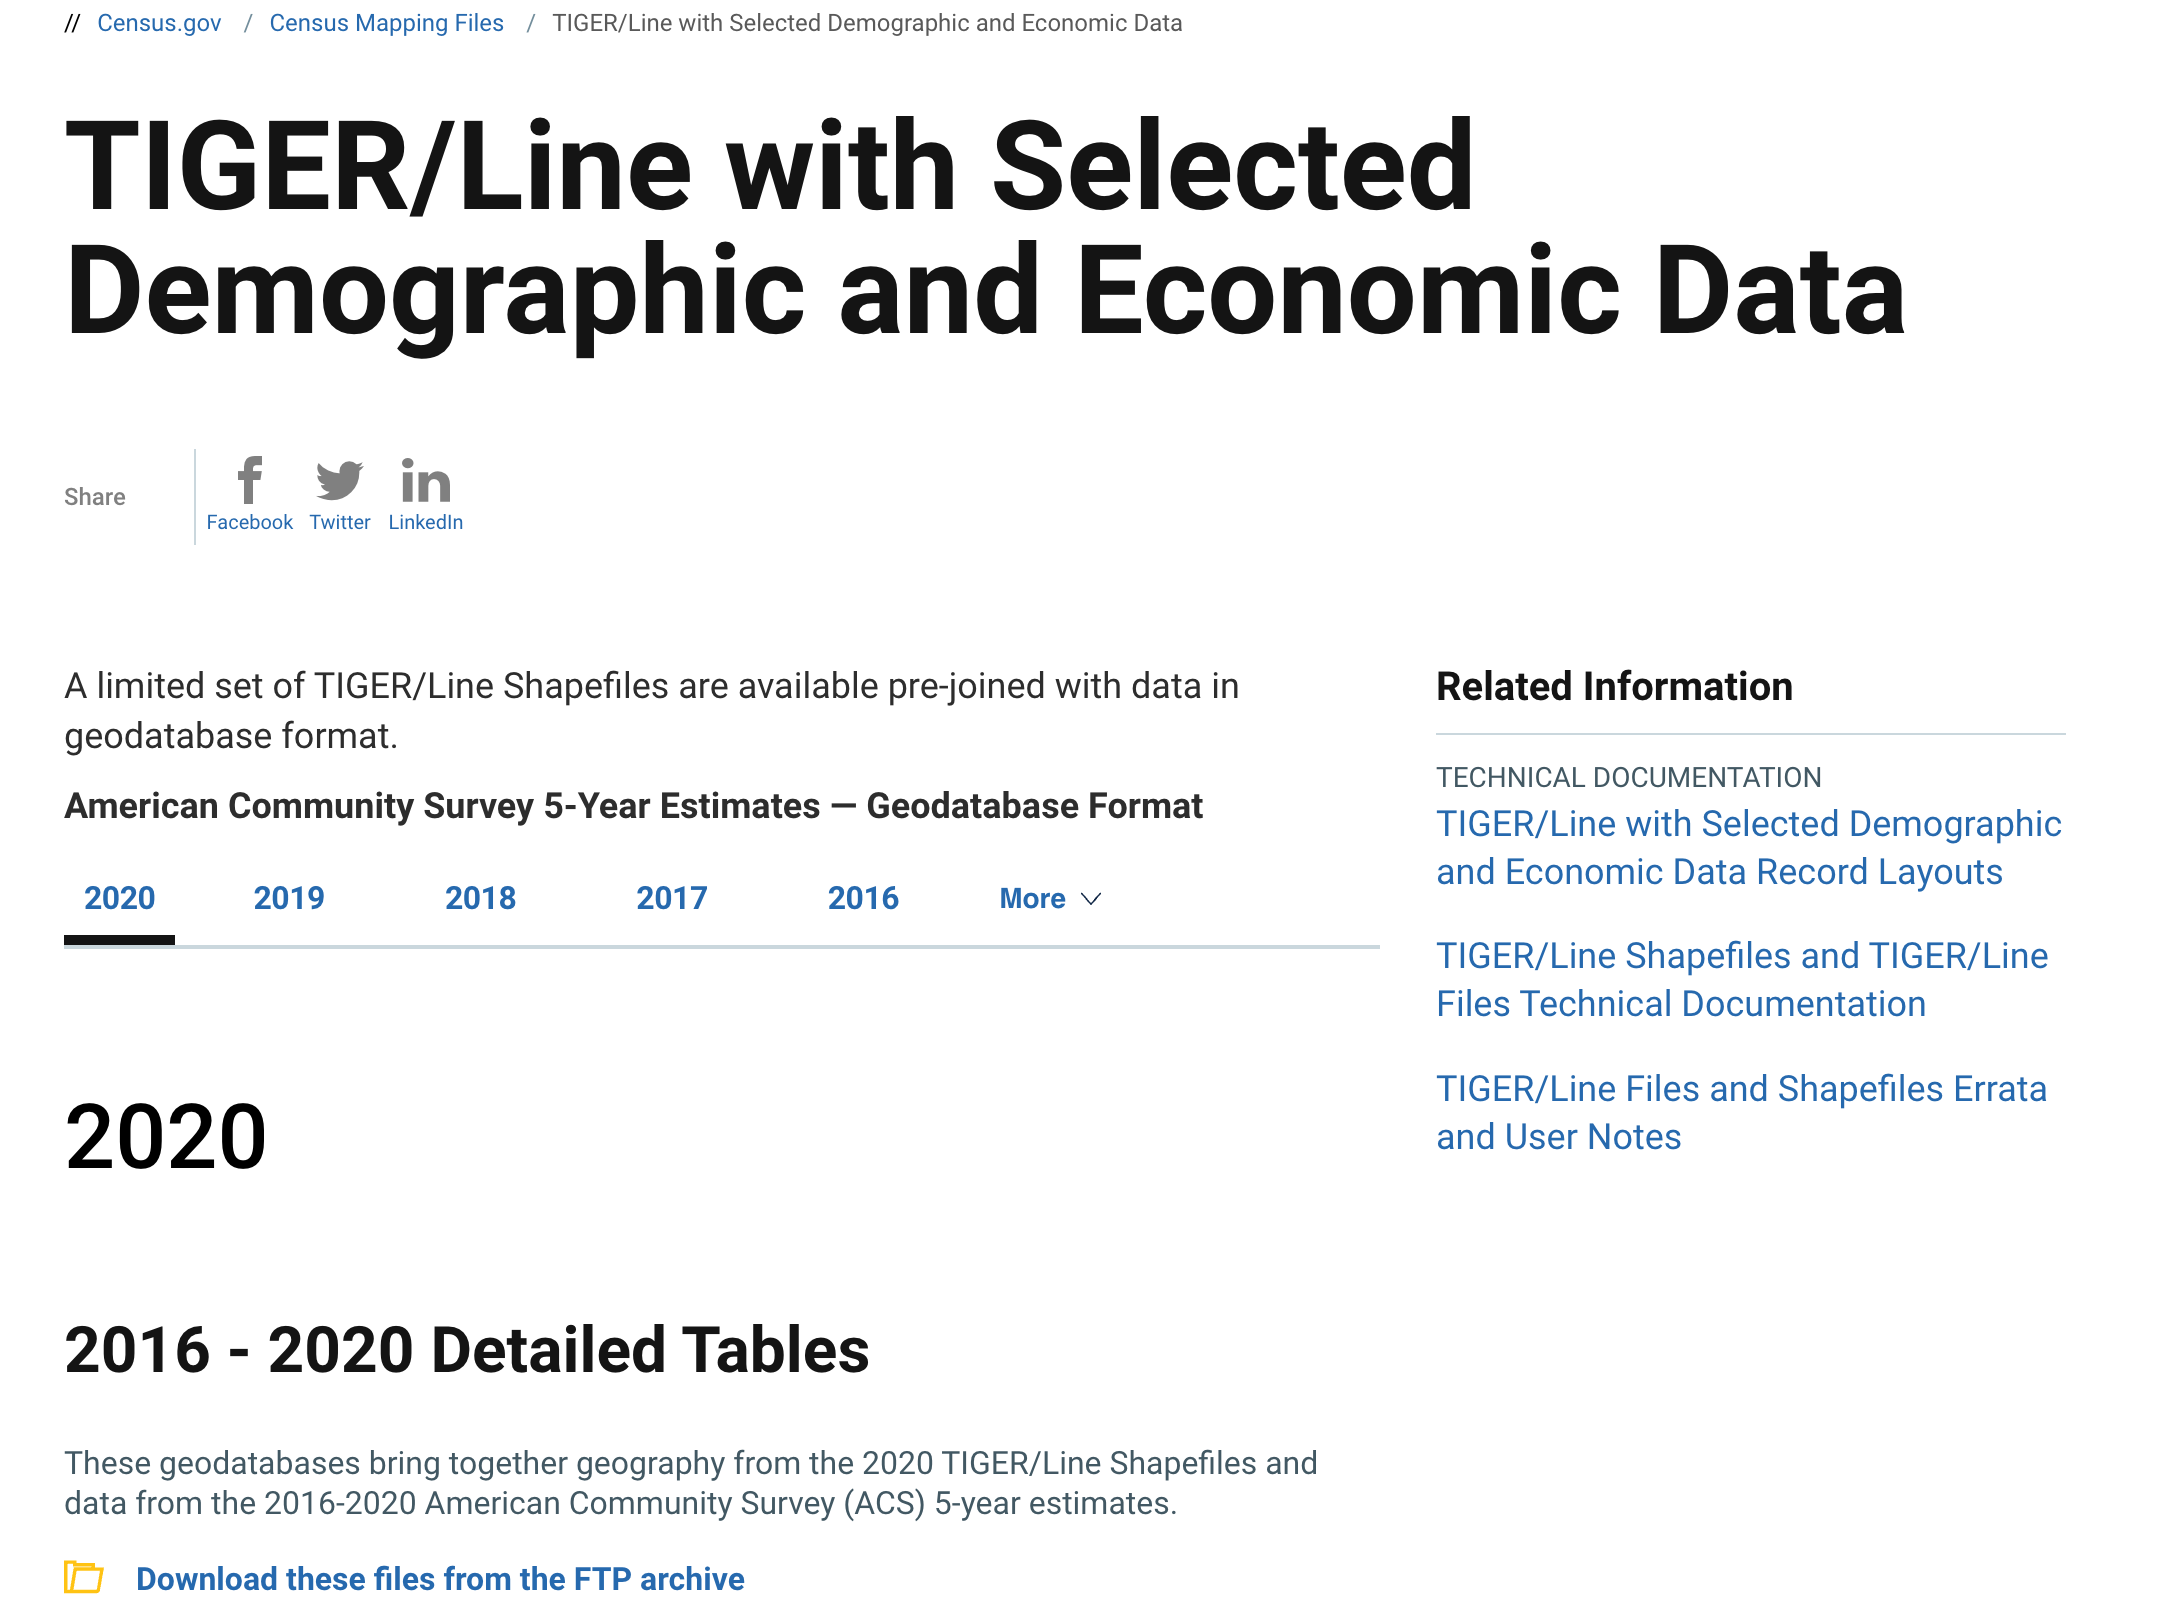 // Census.gov / Census Mapping Files / TIGER/Line with Selected Demographic and Economic Data
TIGER/Line with Selected
Demographic and Economic Data
Share
Facebook Twitter LinkedIn
A limited set of TIGER/Line Shapefiles are available pre-joined with data in
geodatabase format.
American Community Survey 5-Year Estimates — Geodatabase Format
2020 2019 2018 2017 2016 More
2020
2016 - 2020 Detailed Tables
These geodatabases bring together geography from the 2020 TIGER/Line Shapefiles and
data from the 2016-2020 American Community Survey (ACS) 5-year estimates.
Download these files from the FTP archive
Related Information
TECHNICAL DOCUMENTATION
TIGER/Line with Selected Demographic
and Economic Data Record Layouts
TIGER/Line Shapefiles and TIGER/Line
Files Technical Documentation
TIGER/Line Files and Shapefiles Errata
and User Notes